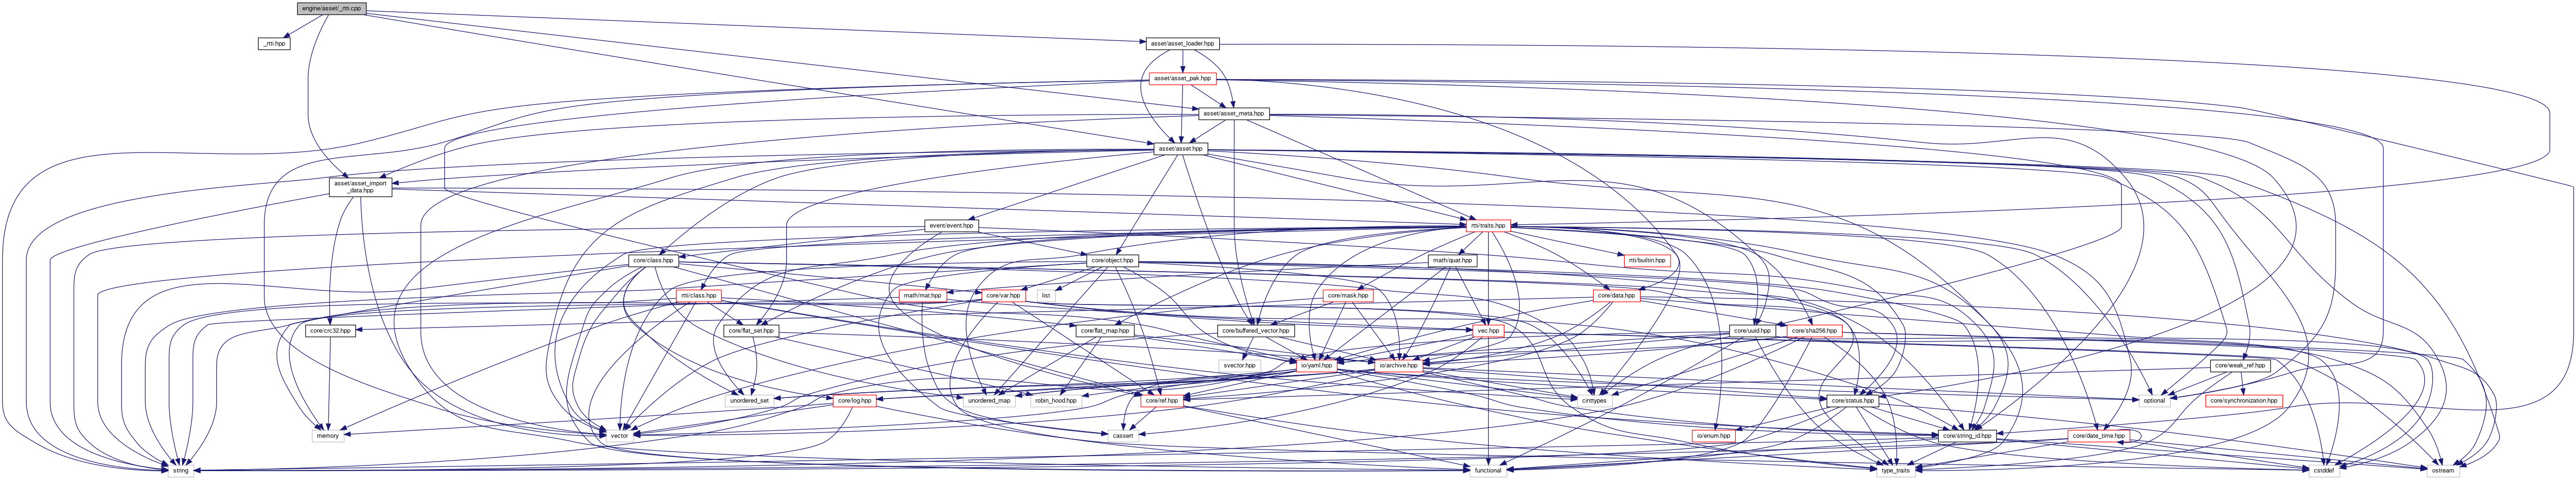 engine/asset/_rti.cpp
_rti.hpp
asset/asset_loader.hpp
asset/asset_pak.hpp
asset/asset_meta.hpp
asset/asset.hpp
asset/asset_import
_data.hpp
event/event.hpp
rti/traits.hpp
core/class.hpp
core/object.hpp
math/quat.hpp
rti/builtin.hpp
rti/class.hpp
math/mat.hpp
core/var.hpp
list
core/mask.hpp
core/data.hpp
core/crc32.hpp
core/flat_set.hpp
core/flat_map.hpp
core/buffered_vector.hpp
vec.hpp
core/uuid.hpp
core/sha256.hpp
svector.hpp
io/yaml.hpp
io/archive.hpp
core/weak_ref.hpp
unordered_set
core/log.hpp
unordered_map
robin_hood.hpp
core/ref.hpp
cinttypes
core/status.hpp
optional
core/synchronization.hpp
memory
vector
cassert
io/enum.hpp
core/string_id.hpp
core/date_time.hpp
string
functional
type_traits
cstddef
ostream